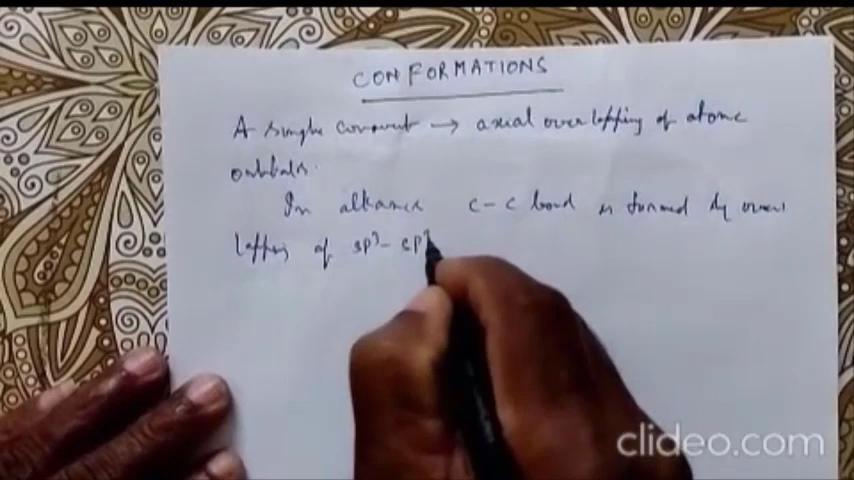 CONFORMATIONS
A single covalent → axial overlapping of atomic
orbitals.
In alkanes C-C bond is formed by over
lapping of sp³- sp³
clideo.com